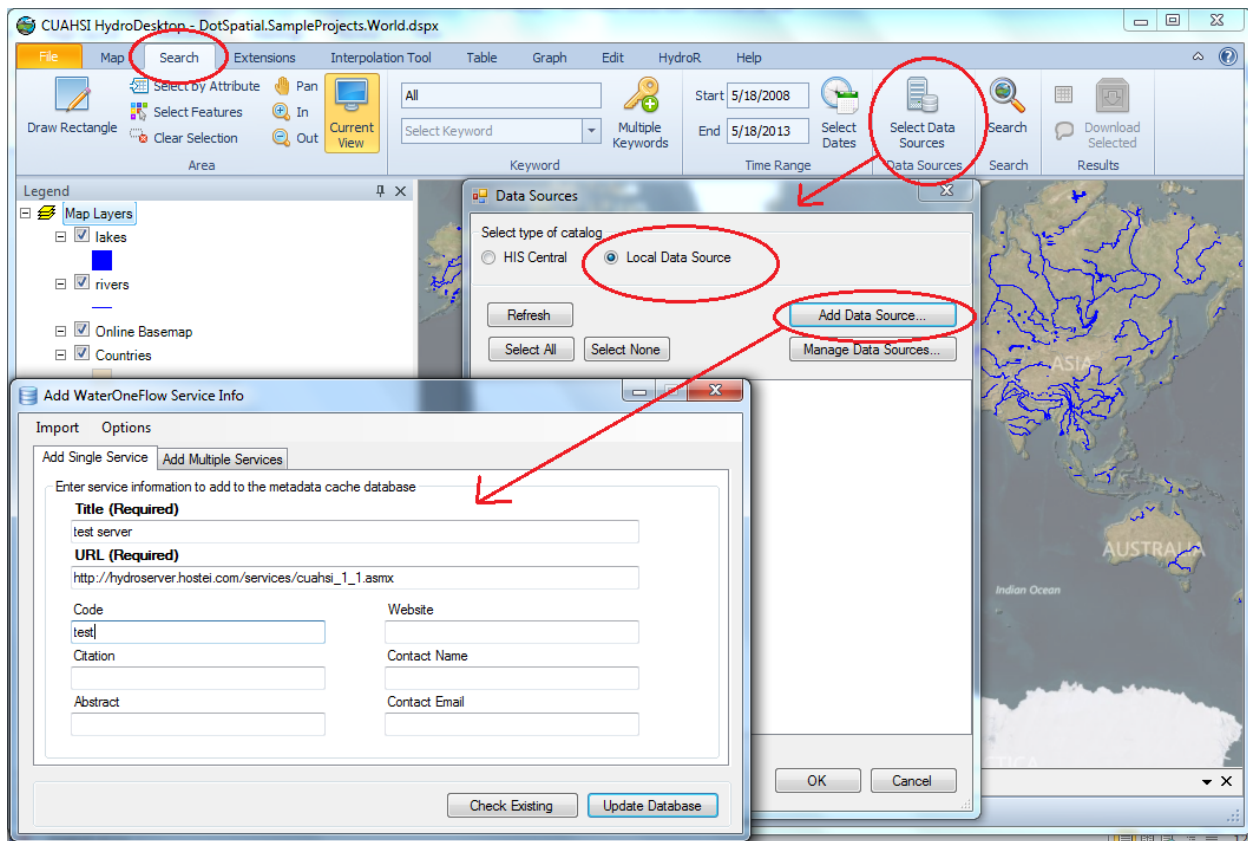 CUAHSI HydroDesktop - DotSpatial.SampleProjects.World.dspx
File Map Search Extensions Interpolation Tool Table Graph Edit HydroR Help
Draw Rectangle
Select by Attribute
Select Features
Clear Selection
Pan
In
Out
Current View
Area
All
Select Keyword
Multiple Keywords
Keyword
Start 5/18/2008
End 5/18/2013
Select Dates
Time Range
Select Data Sources
Data Sources
Search
Search
Download Selected
Results
Legend
Map Layers
lakes
rivers
Online Basemap
Countries
Data Sources
Select type of catalog
HIS Central Local Data Source
Refresh Add Data Source...
Select All Select None Manage Data Sources...
OK Cancel
Add WaterOneFlow Service Info
Import Options
Add Single Service Add Multiple Services
Enter service information to add to the metadata cache database
Title (Required)
test server
URL (Required)
http://hydroserver.hostei.com/services/cuahsi_1_1.asmx
Code Website
test
Citation Contact Name
Abstract Contact Email
Check Existing Update Database
ASIA
AUSTRALIA
Indian Ocean